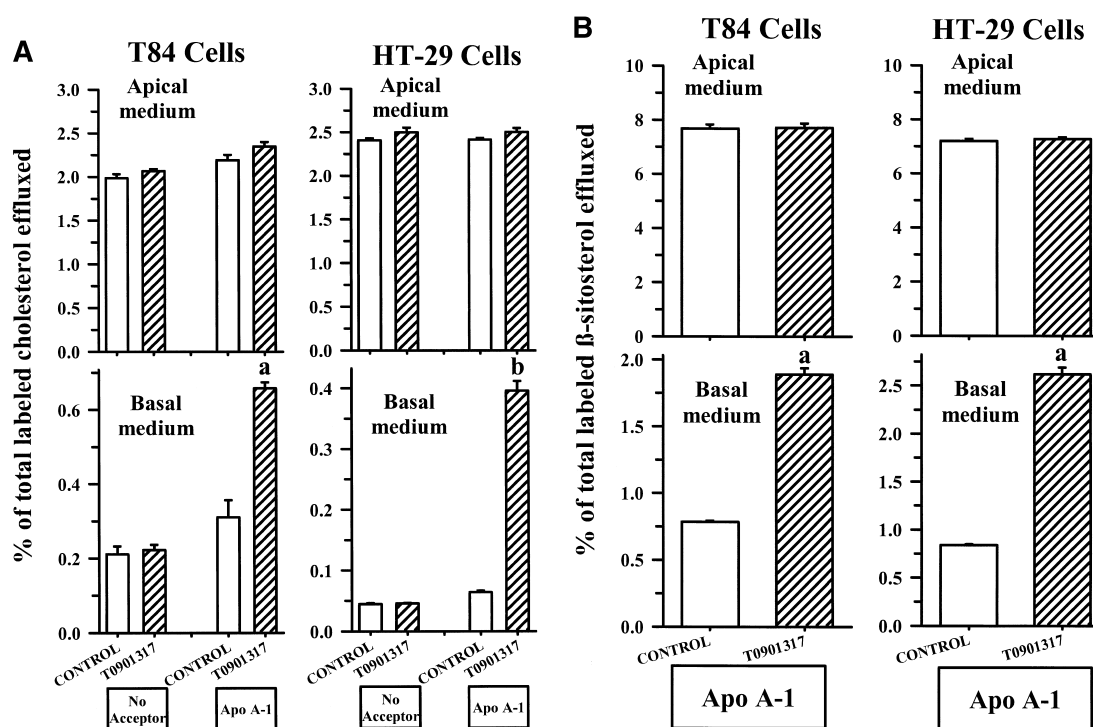 A
T84 Cells
HT-29 Cells
% of total labeled cholesterol effluxed
Apical
medium
3.0
2.5
2.0
1.5
1.0
0.5
0.0
Apical
medium
3.0
2.5
2.0
1.5
1.0
0.5
0.0
Basal
medium
a
0.6
0.4
0.2
0.0
Basal
medium
b
0.4
0.3
0.2
0.1
0.0
CONTROL
T0901317
CONTROL
T0901317
CONTROL
T0901317
CONTROL
T0901317
No
Acceptor
Apo A-1
No
Acceptor
Apo A-1
B
T84 Cells
HT-29 Cells
% of total labeled ß-sitosterol effluxed
Apical
medium
10
8
6
4
2
0
Apical
medium
10
8
6
4
2
0
Basal
medium
a
2.0
1.5
1.0
0.5
0.0
Basal
medium
a
2.5
2.0
1.5
1.0
0.5
0.0
CONTROL
T0901317
CONTROL
T0901317
Apo A-1
Apo A-1